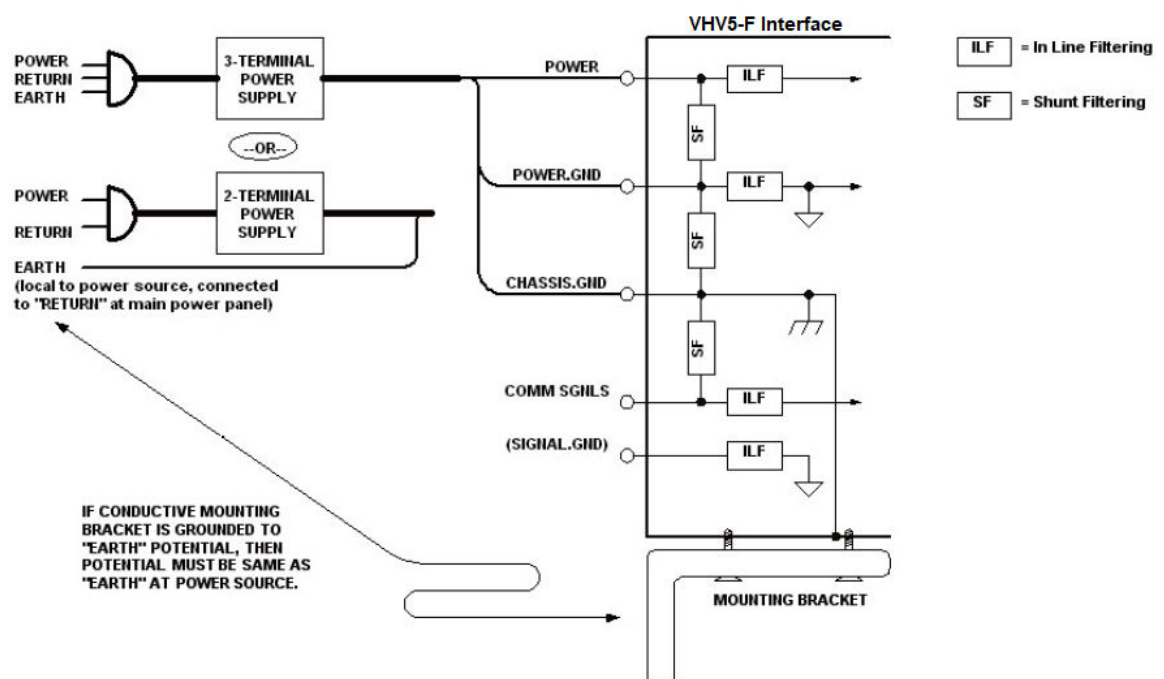 VHV5-F Interface
POWER
RETURN
EARTH
3-TERMINAL
POWER
SUPPLY
--OR--
POWER
RETURN
2-TERMINAL
POWER
SUPPLY
EARTH
(local to power source, connected
to "RETURN" at main power panel)
POWER
POWER.GND
CHASSIS.GND
COMM SGNLS
(SIGNAL.GND)
ILF
SF
ILF
SF
SF
ILF
ILF
ILF
= In Line Filtering
SF
= Shunt Filtering
IF CONDUCTIVE MOUNTING
BRACKET IS GROUNDED TO
"EARTH" POTENTIAL, THEN
POTENTIAL MUST BE SAME AS
"EARTH" AT POWER SOURCE.
MOUNTING BRACKET